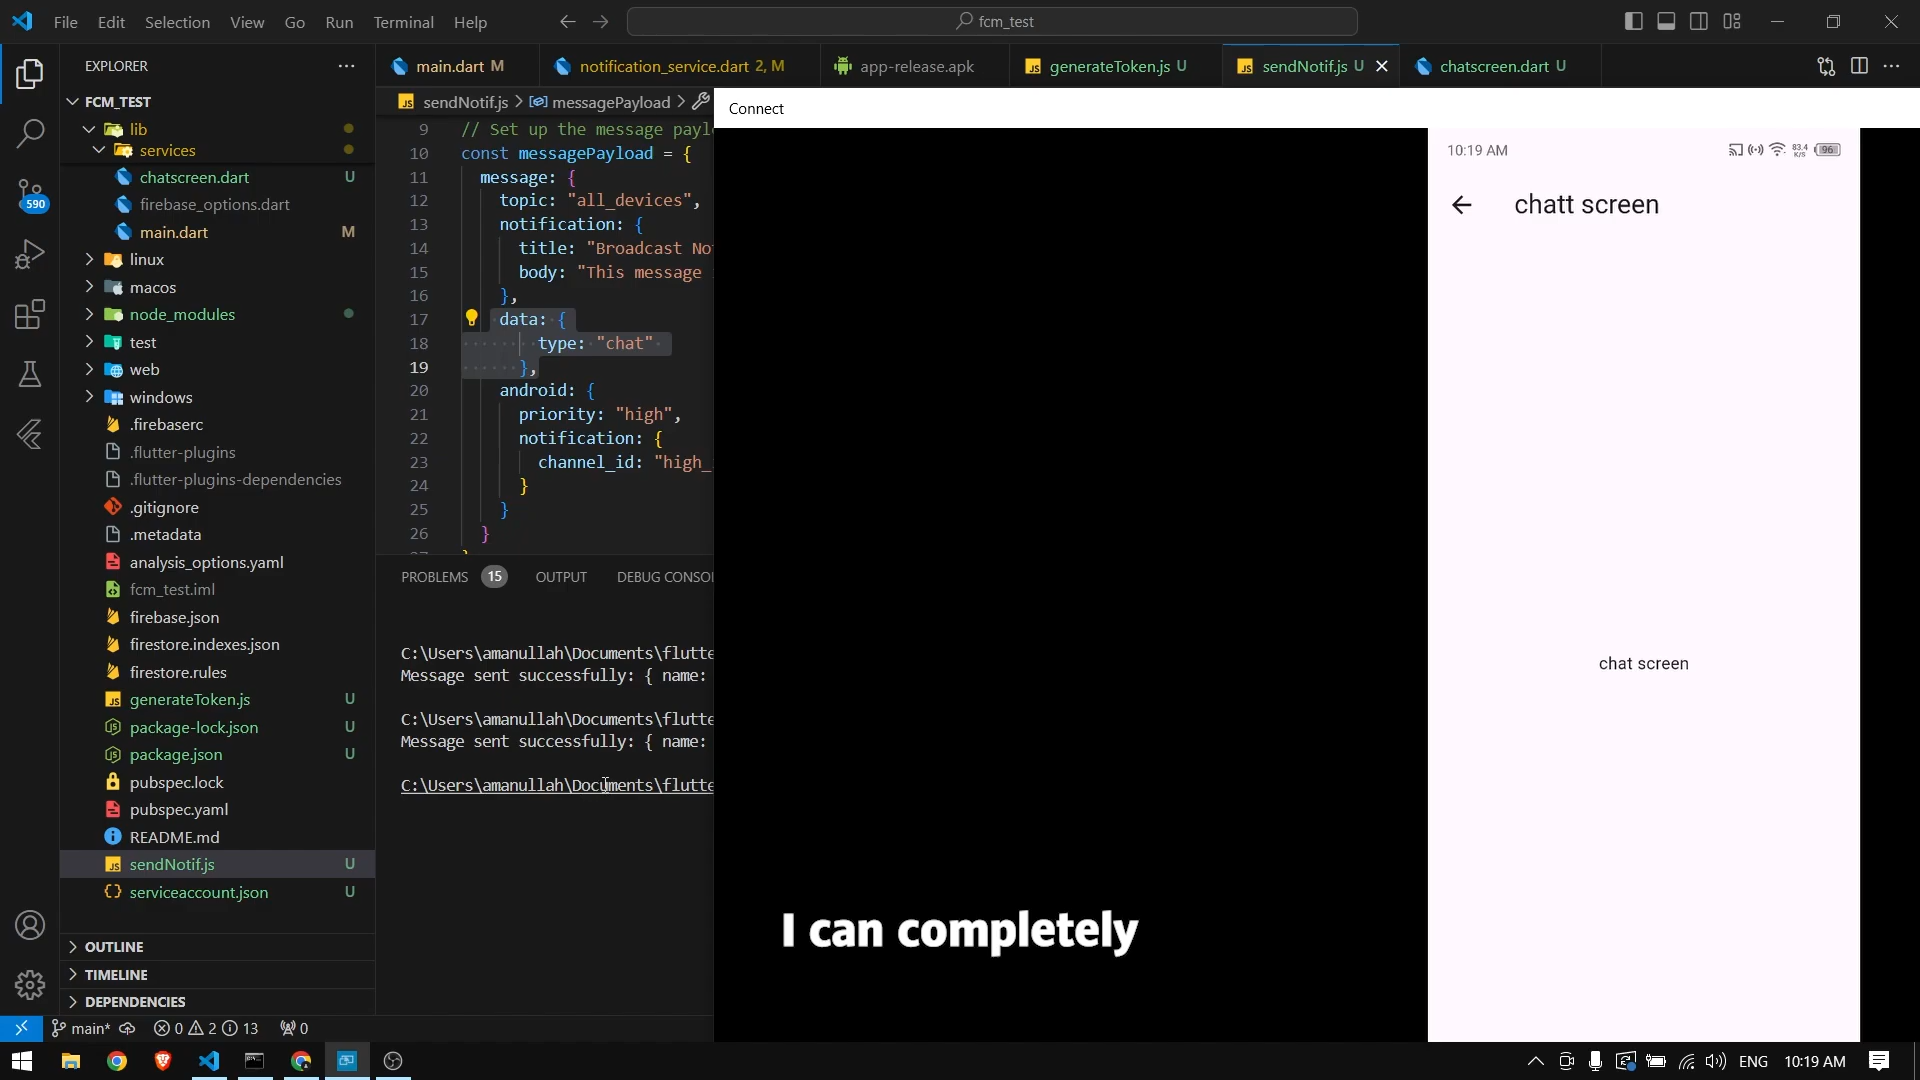 File Edit Selection View Go Run Terminal Help
fcm_test
EXPLORER
main.dart M
notification_service.dart 2, M
app-release.apk
generateToken.js U
sendNotif.js U
chatscreen.dart U
FCM_TEST
lib
services
chatscreen.dart U
firebase_options.dart
main.dart M
linux
macos
node_modules
test
web
windows
.firebaserc
.flutter-plugins
.flutter-plugins-dependencies
.gitignore
.metadata
analysis_options.yaml
fcm_test.iml
firebase.json
firestore.indexes.json
firestore.rules
generateToken.js U
package-lock.json U
package.json U
pubspec.lock
pubspec.yaml
README.md
sendNotif.js U
serviceaccount.json U
OUTLINE
TIMELINE
DEPENDENCIES
590
sendNotif.js > messagePayload >
9 // Set up the message payl
10 const messagePayload = {
11 message: {
12 topic: "all_devices",
13 notification: {
14 title: "Broadcast No
15 body: "This message
16 },
17 data: {
18 type: "chat"
19 },
20 android: {
21 priority: "high",
22 notification: {
23 channel_id: "high_
24 }
25 }
26 }
PROBLEMS 15 OUTPUT DEBUG CONSO
C:\Users\amanullah\Documents\flutte
Message sent successfully: { name:
C:\Users\amanullah\Documents\flutte
Message sent successfully: { name:
C:\Users\amanullah\Documents\flutte
Connect
10:19 AM
83.4 K/S
96
chatt screen
chat screen
I can completely
main* 0 2 13 0
ENG 10:19 AM